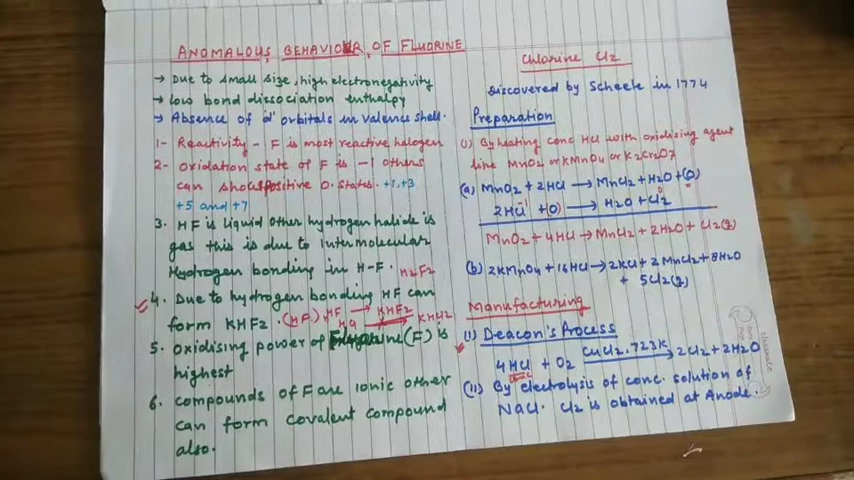 ANOMALOUS BEHAVIOUR OF FLUORINE
→ Due to small size, high electronegativity
→ Low bond dissociation enthalpy
→ Absence of d orbitals in valence shell.
1- Reactivity - F is most reactive halogen
2- Oxidation state of F is -1 others
can show positive O. States. +1, +3
+5 and +7
3. HF is liquid other hydrogen halide is
gas this is due to Intermolecular
Hydrogen bonding in H-F. H2F2
4. Due to hydrogen bonding HF can
form KHF2. (HF) HF → KHF2
KHCl2
5. Oxidising power of (F) is
highest
6. Compounds of F are ionic other
can form covalent compound
also.
Chlorine Cl2
discovered by Scheele in 1774
Preparation
(i) By heating conc HCl with oxidising agent
like MnO2 or KMnO4 or K2Cr2O7
(a) MnO2 + 2HCl → MnCl2 + H2O + (O)
2HCl + (O) → H2O + Cl2
MnO2 + 4HCl → MnCl2 + 2H2O + Cl2(g)
(b) 2KMnO4 + 16HCl → 2KCl + 2MnCl2 + 8H2O
+ 5Cl2(g)
Manufacturing
(i) Deacon's Process
4HCl + O2 CuCl2, 723K → 2Cl2 + 2H2O
(ii) By electrolysis of conc. solution of
NaCl. Cl2 is obtained at Anode.